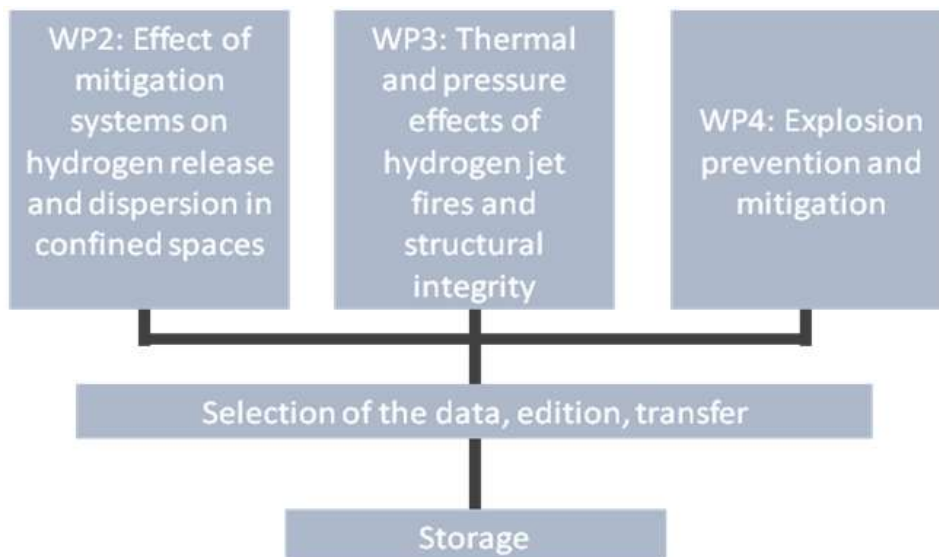 WP2: Effect of
mitigation
systems on
hydrogen release
and dispersion in
confined spaces
WP3: Thermal
and pressure
effects of
hydrogen jet
fires and
structural
integrity
WP4: Explosion
prevention and
mitigation
Selection of the data, edition, transfer
Storage